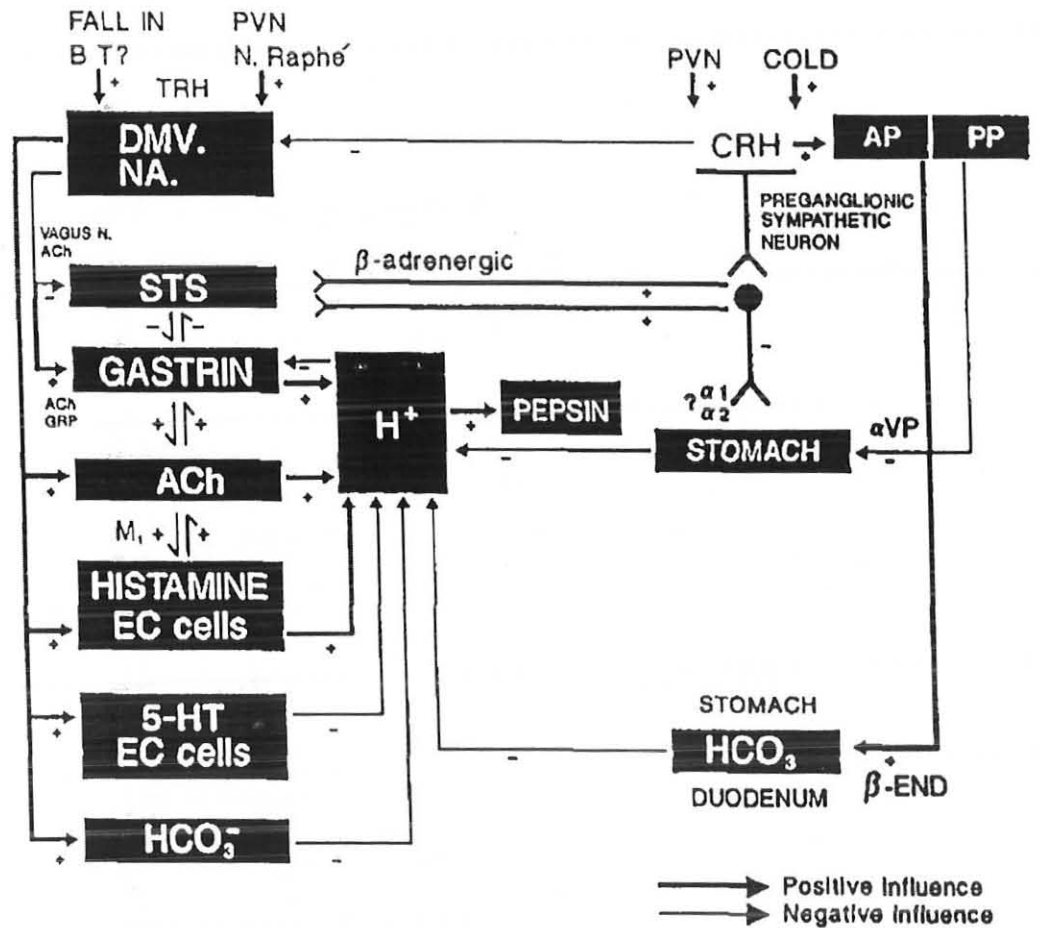 FALL IN
B T?
PVN
N. Raphé
+
+
TRH
DMV.
NA.
PVN
COLD
+
+
CRH
+
AP
PP
-
PREGANGLIONIC
SYMPATHETIC
NEURON
VAGUS N.
ACh
-
STS
β-adrenergic
+
+
- -
GASTRIN
+
ACh
GRP
-
+
H⁺
+
PEPSIN
-
? α1
α2
STOMACH
-
αVP
-
+ +
ACh
+
+
M₁ + +
HISTAMINE
EC cells
+
+
5-HT
EC cells
+
-
STOMACH
HCO₃
DUODENUM
-
+
β-END
HCO₃⁻
+
-
Positive Influence
Negative Influence